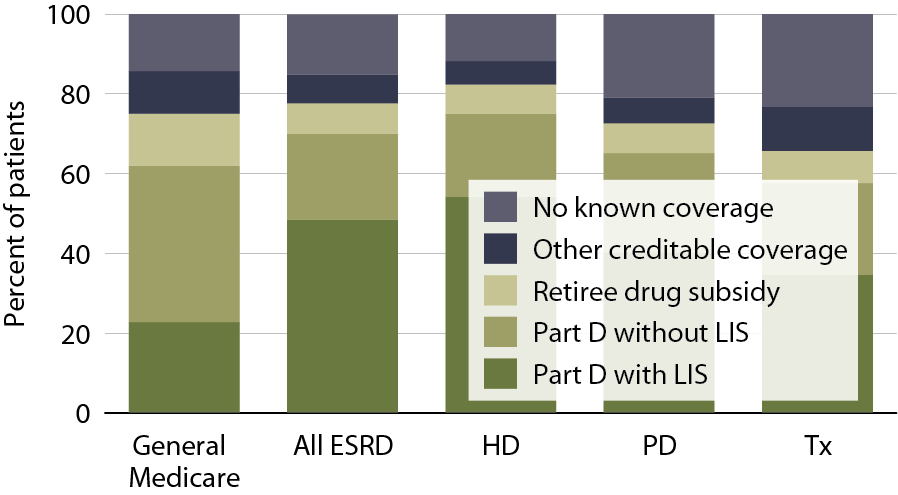 100
80
60
40
20
0
Percent of patients
No known coverage
Other creditable coverage
Retiree drug subsidy
Part D without LIS
Part D with LIS
General
Medicare
All ESRD
HD
PD
Tx